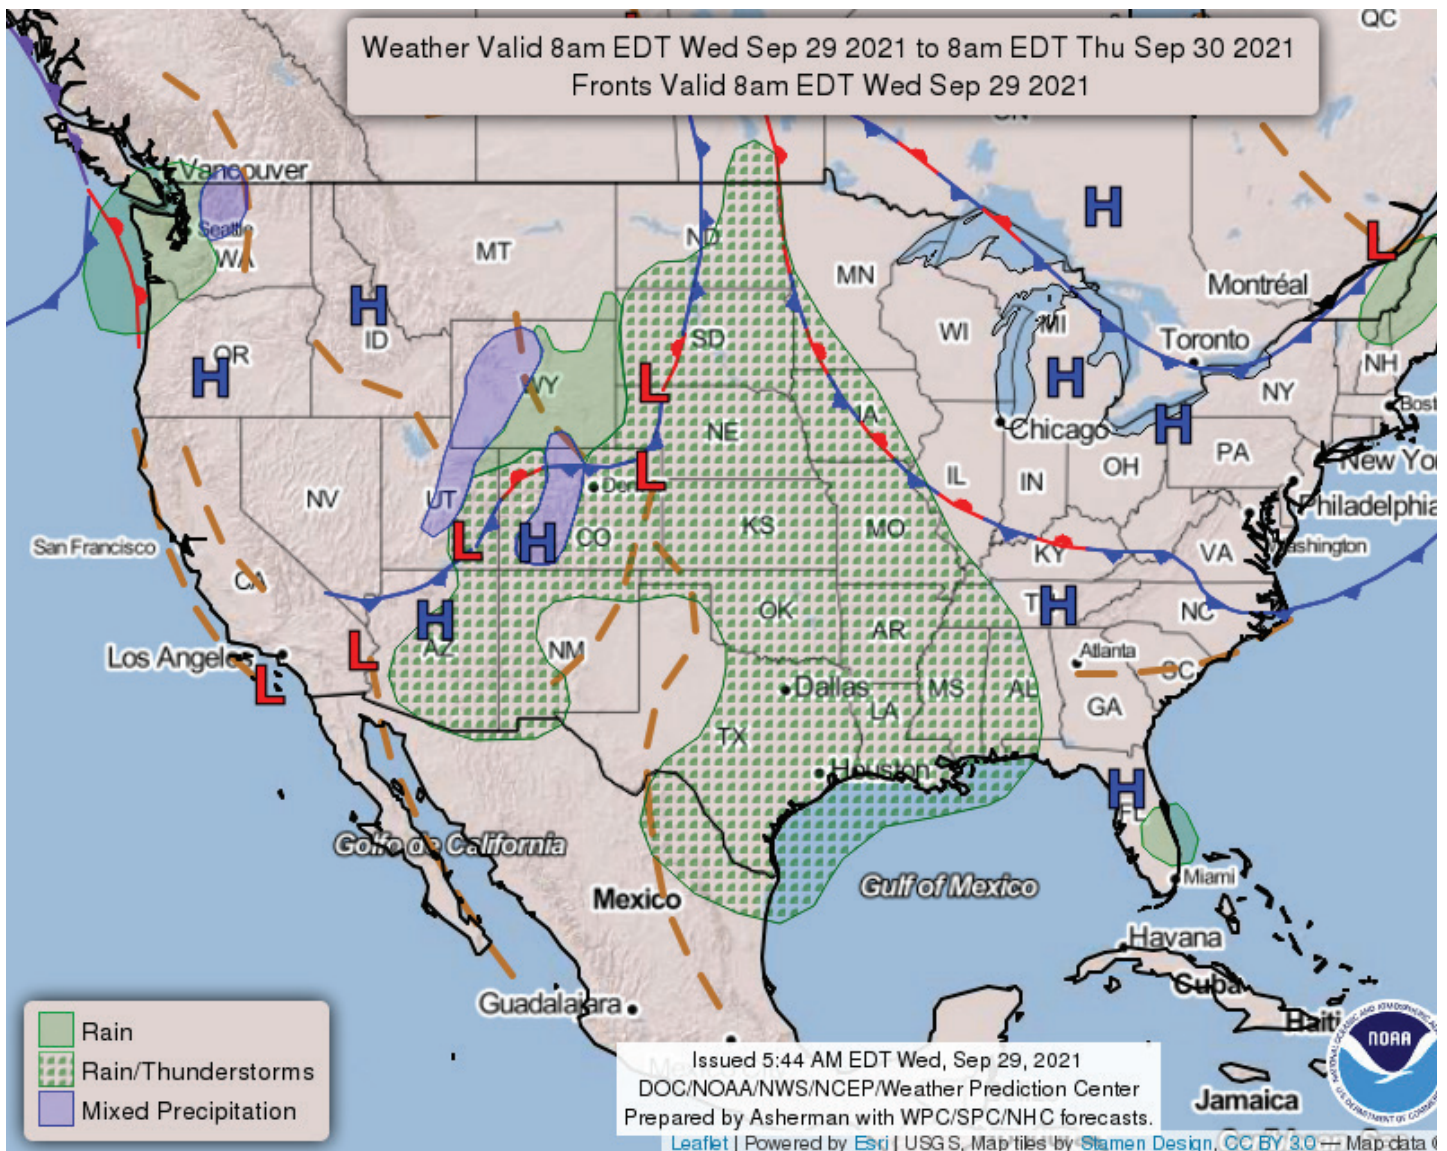 QC
Weather Valid 8am EDT Wed Sep 29 2021 to 8am EDT Thu Sep 30 2021
Fronts Valid 8am EDT Wed Sep 29 2021
ON
Vancouver
H
L
Seattle
ND
WA
MT
MN
Montréal
H
ID
WI
MI
SD
Toronto
OR
H
WY
L
H
NH
NY
IA
Bost
NE
Chicago
H
PA
New Yo
L
Den
IL
IN
OH
NV
UT
Philadelphia
KS
MO
San Francisco
L
H
CO
KY
VA
Washington
CA
OK
T
H
NC
H
AZ
AR
L
NM
Atlanta
Los Angeles
L
Dallas
MS
AL
SC
LA
GA
TX
Houston
H
FL
Golfo de California
Miami
Gulf of Mexico
Mexico
Havana
Cuba
Guadalajara
Haiti
Rain
Rain/Thunderstorms
Mixed Precipitation
NOAA
Issued 5:44 AM EDT Wed, Sep 29, 2021
DOC/NOAA/NWS/NCEP/Weather Prediction Center
Prepared by Asherman with WPC/SPC/NHC forecasts.
Jamaica
Leaflet | Powered by Esri | USGS, Map tiles by Stamen Design, CC BY 3.0 — Map data ©